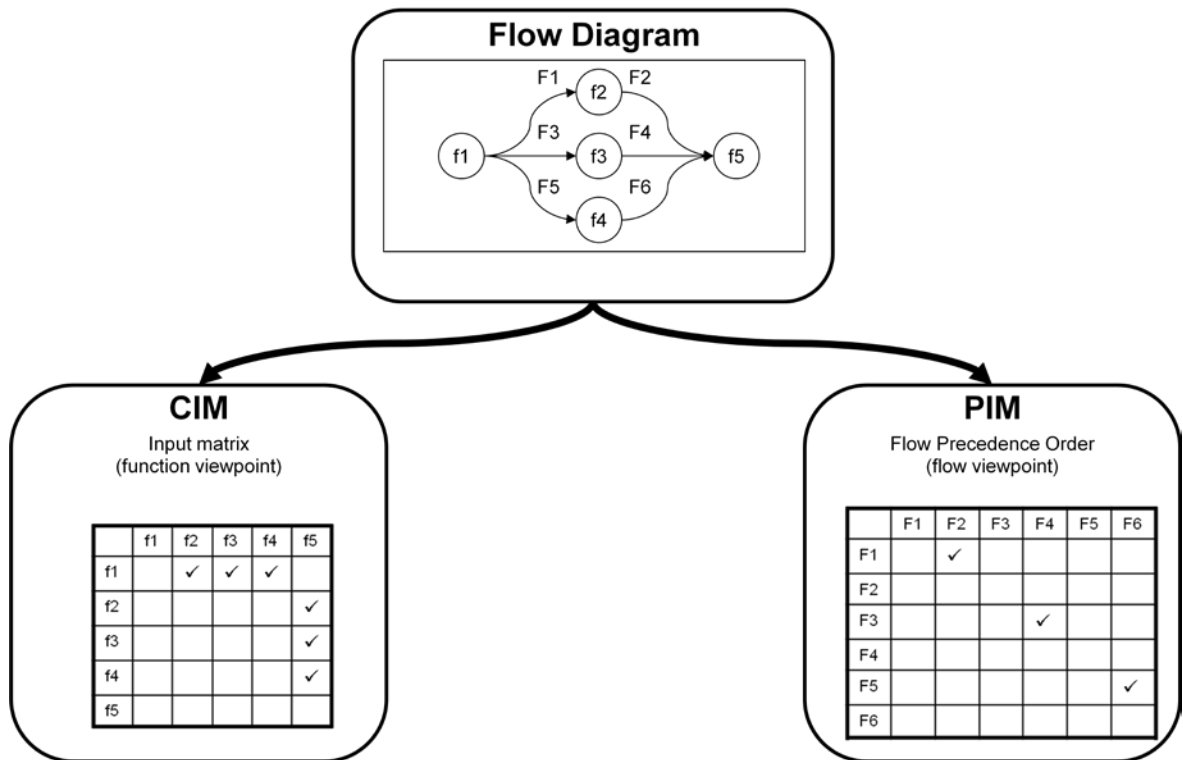 Flow Diagram
F1 F2
f2
F3 F4
f1 f3 f5
F5 F6
f4
CIM
Input matrix
(function viewpoint)
f1 f2 f3 f4 f5
f1 ✓ ✓ ✓
f2 ✓
f3 ✓
f4 ✓
f5
PIM
Flow Precedence Order
(flow viewpoint)
F1 F2 F3 F4 F5 F6
F1 ✓
F2
F3 ✓
F4
F5 ✓
F6